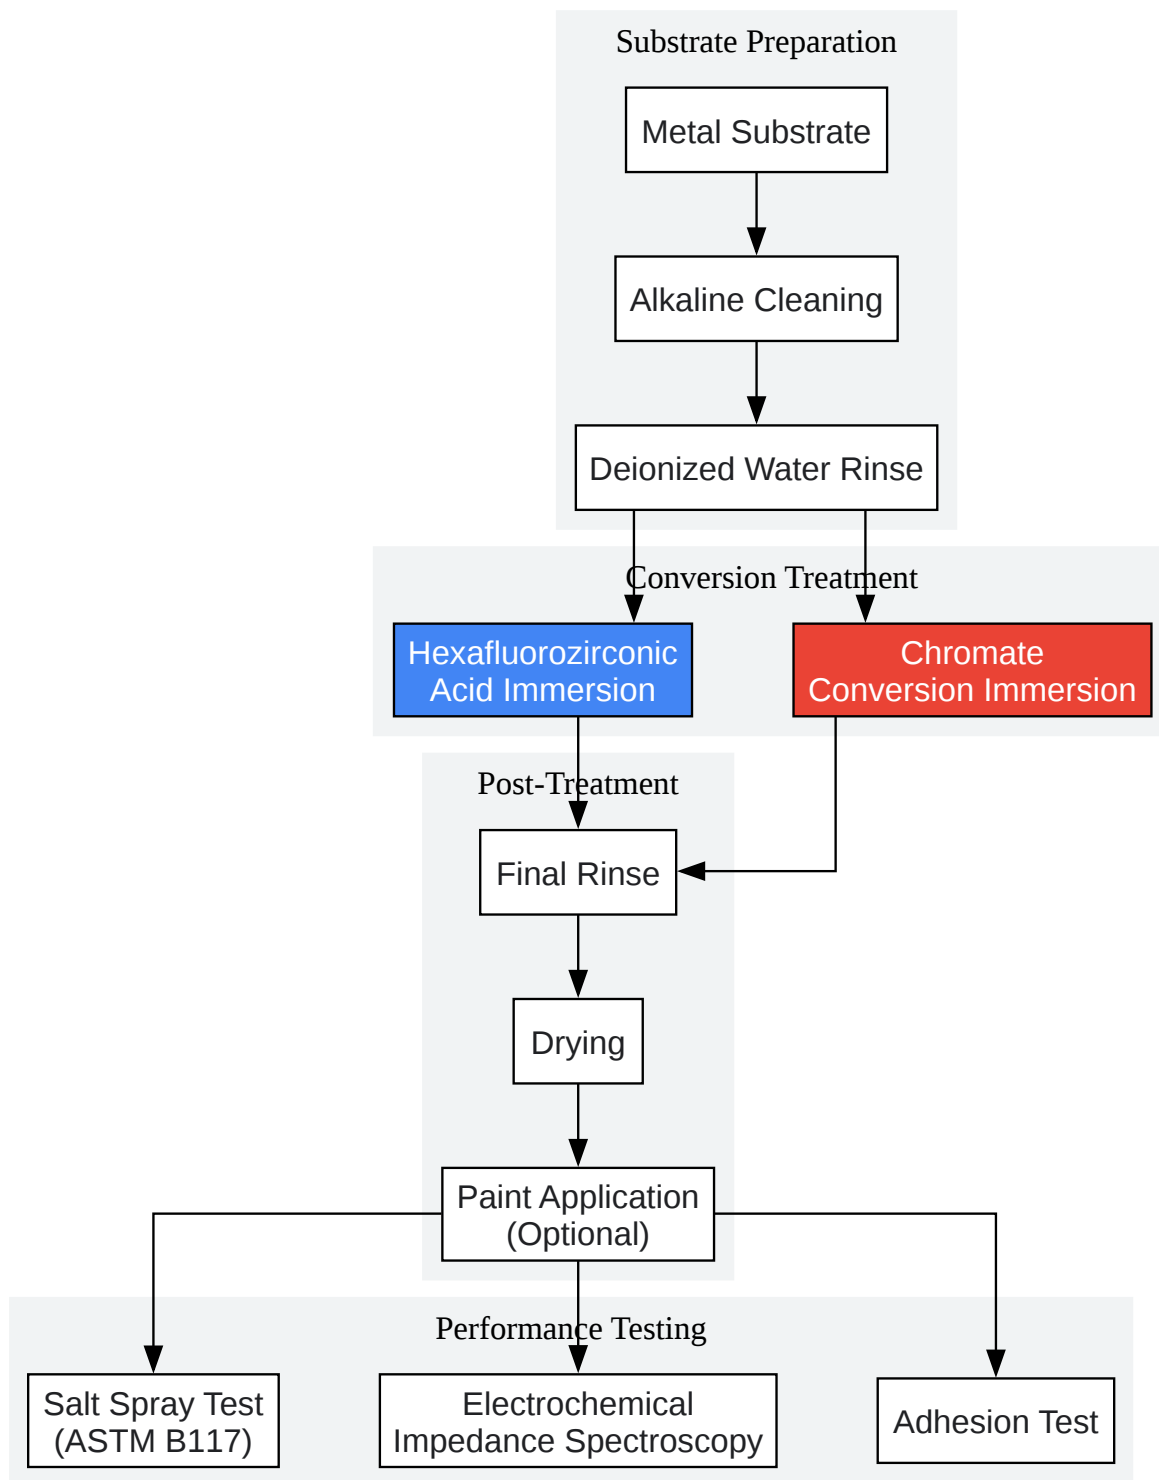 Substrate Preparation
Metal Substrate
Alkaline Cleaning
Deionized Water Rinse
Conversion Treatment
Hexafluorozirconic
Acid Immersion
Chromate
Conversion Immersion
Post-Treatment
Final Rinse
Drying
Paint Application
(Optional)
Performance Testing
Salt Spray Test
(ASTM B117)
Electrochemical
Impedance Spectroscopy
Adhesion Test